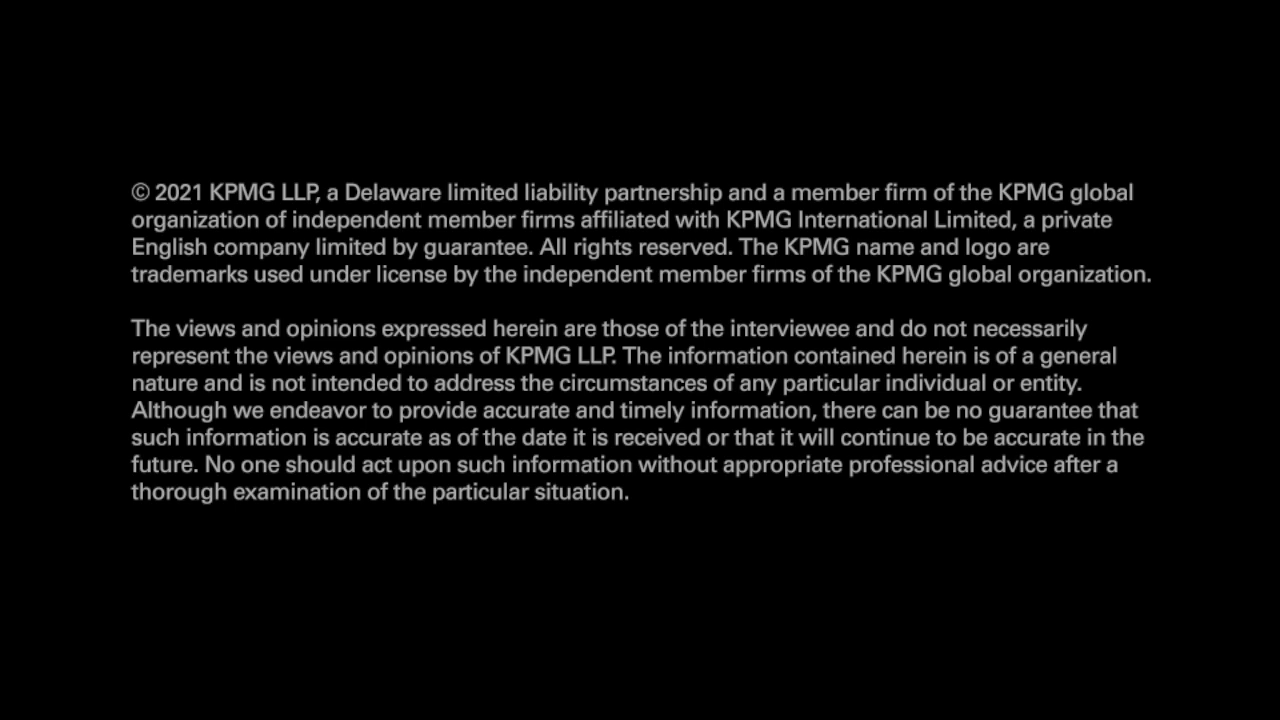 © 2021 KPMG LLP, a Delaware limited liability partnership and a member firm of the KPMG global
organization of independent member firms affiliated with KPMG International Limited, a private
English company limited by guarantee. All rights reserved. The KPMG name and logo are
trademarks used under license by the independent member firms of the KPMG global organization.
The views and opinions expressed herein are those of the interviewee and do not necessarily
represent the views and opinions of KPMG LLP. The information contained herein is of a general
nature and is not intended to address the circumstances of any particular individual or entity.
Although we endeavor to provide accurate and timely information, there can be no guarantee that
such information is accurate as of the date it is received or that it will continue to be accurate in the
future. No one should act upon such information without appropriate professional advice after a
thorough examination of the particular situation.